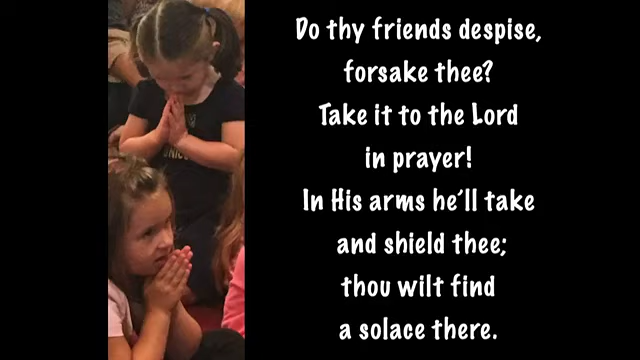 Do thy friends despise,
forsake thee?
Take it to the Lord
in prayer!
In His arms he'll take
and shield thee;
thou wilt find
a solace there.